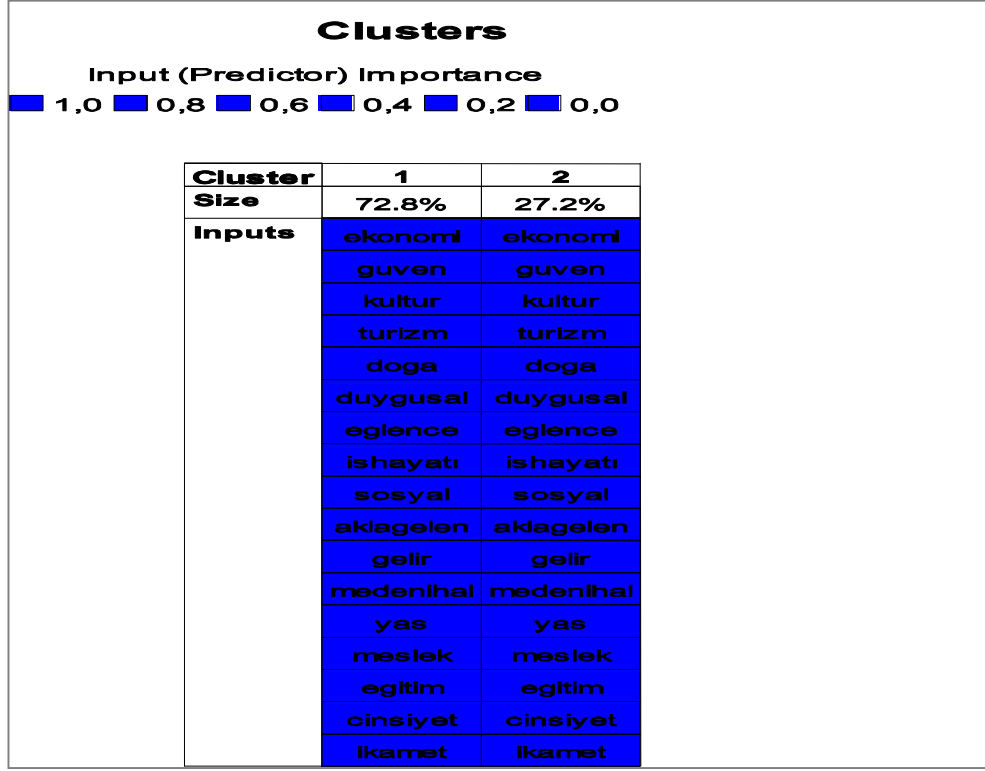 Clusters
Input (Predictor) Importance
1,0 0,8 0,6 0,4 0,2 0,0
Cluster 1 2
Size 72.8% 27.2%
Inputs ekonomi ekonomi
guven guven
kultur kultur
turizm turizm
doga doga
duygusal duygusal
eglence eglence
ishayatı ishayatı
sosyal sosyal
aklagelen aklagelen
gelir gelir
medenihal medenihal
yas yas
meslek meslek
egitim egitim
cinsiyet cinsiyet
ikamet ikamet